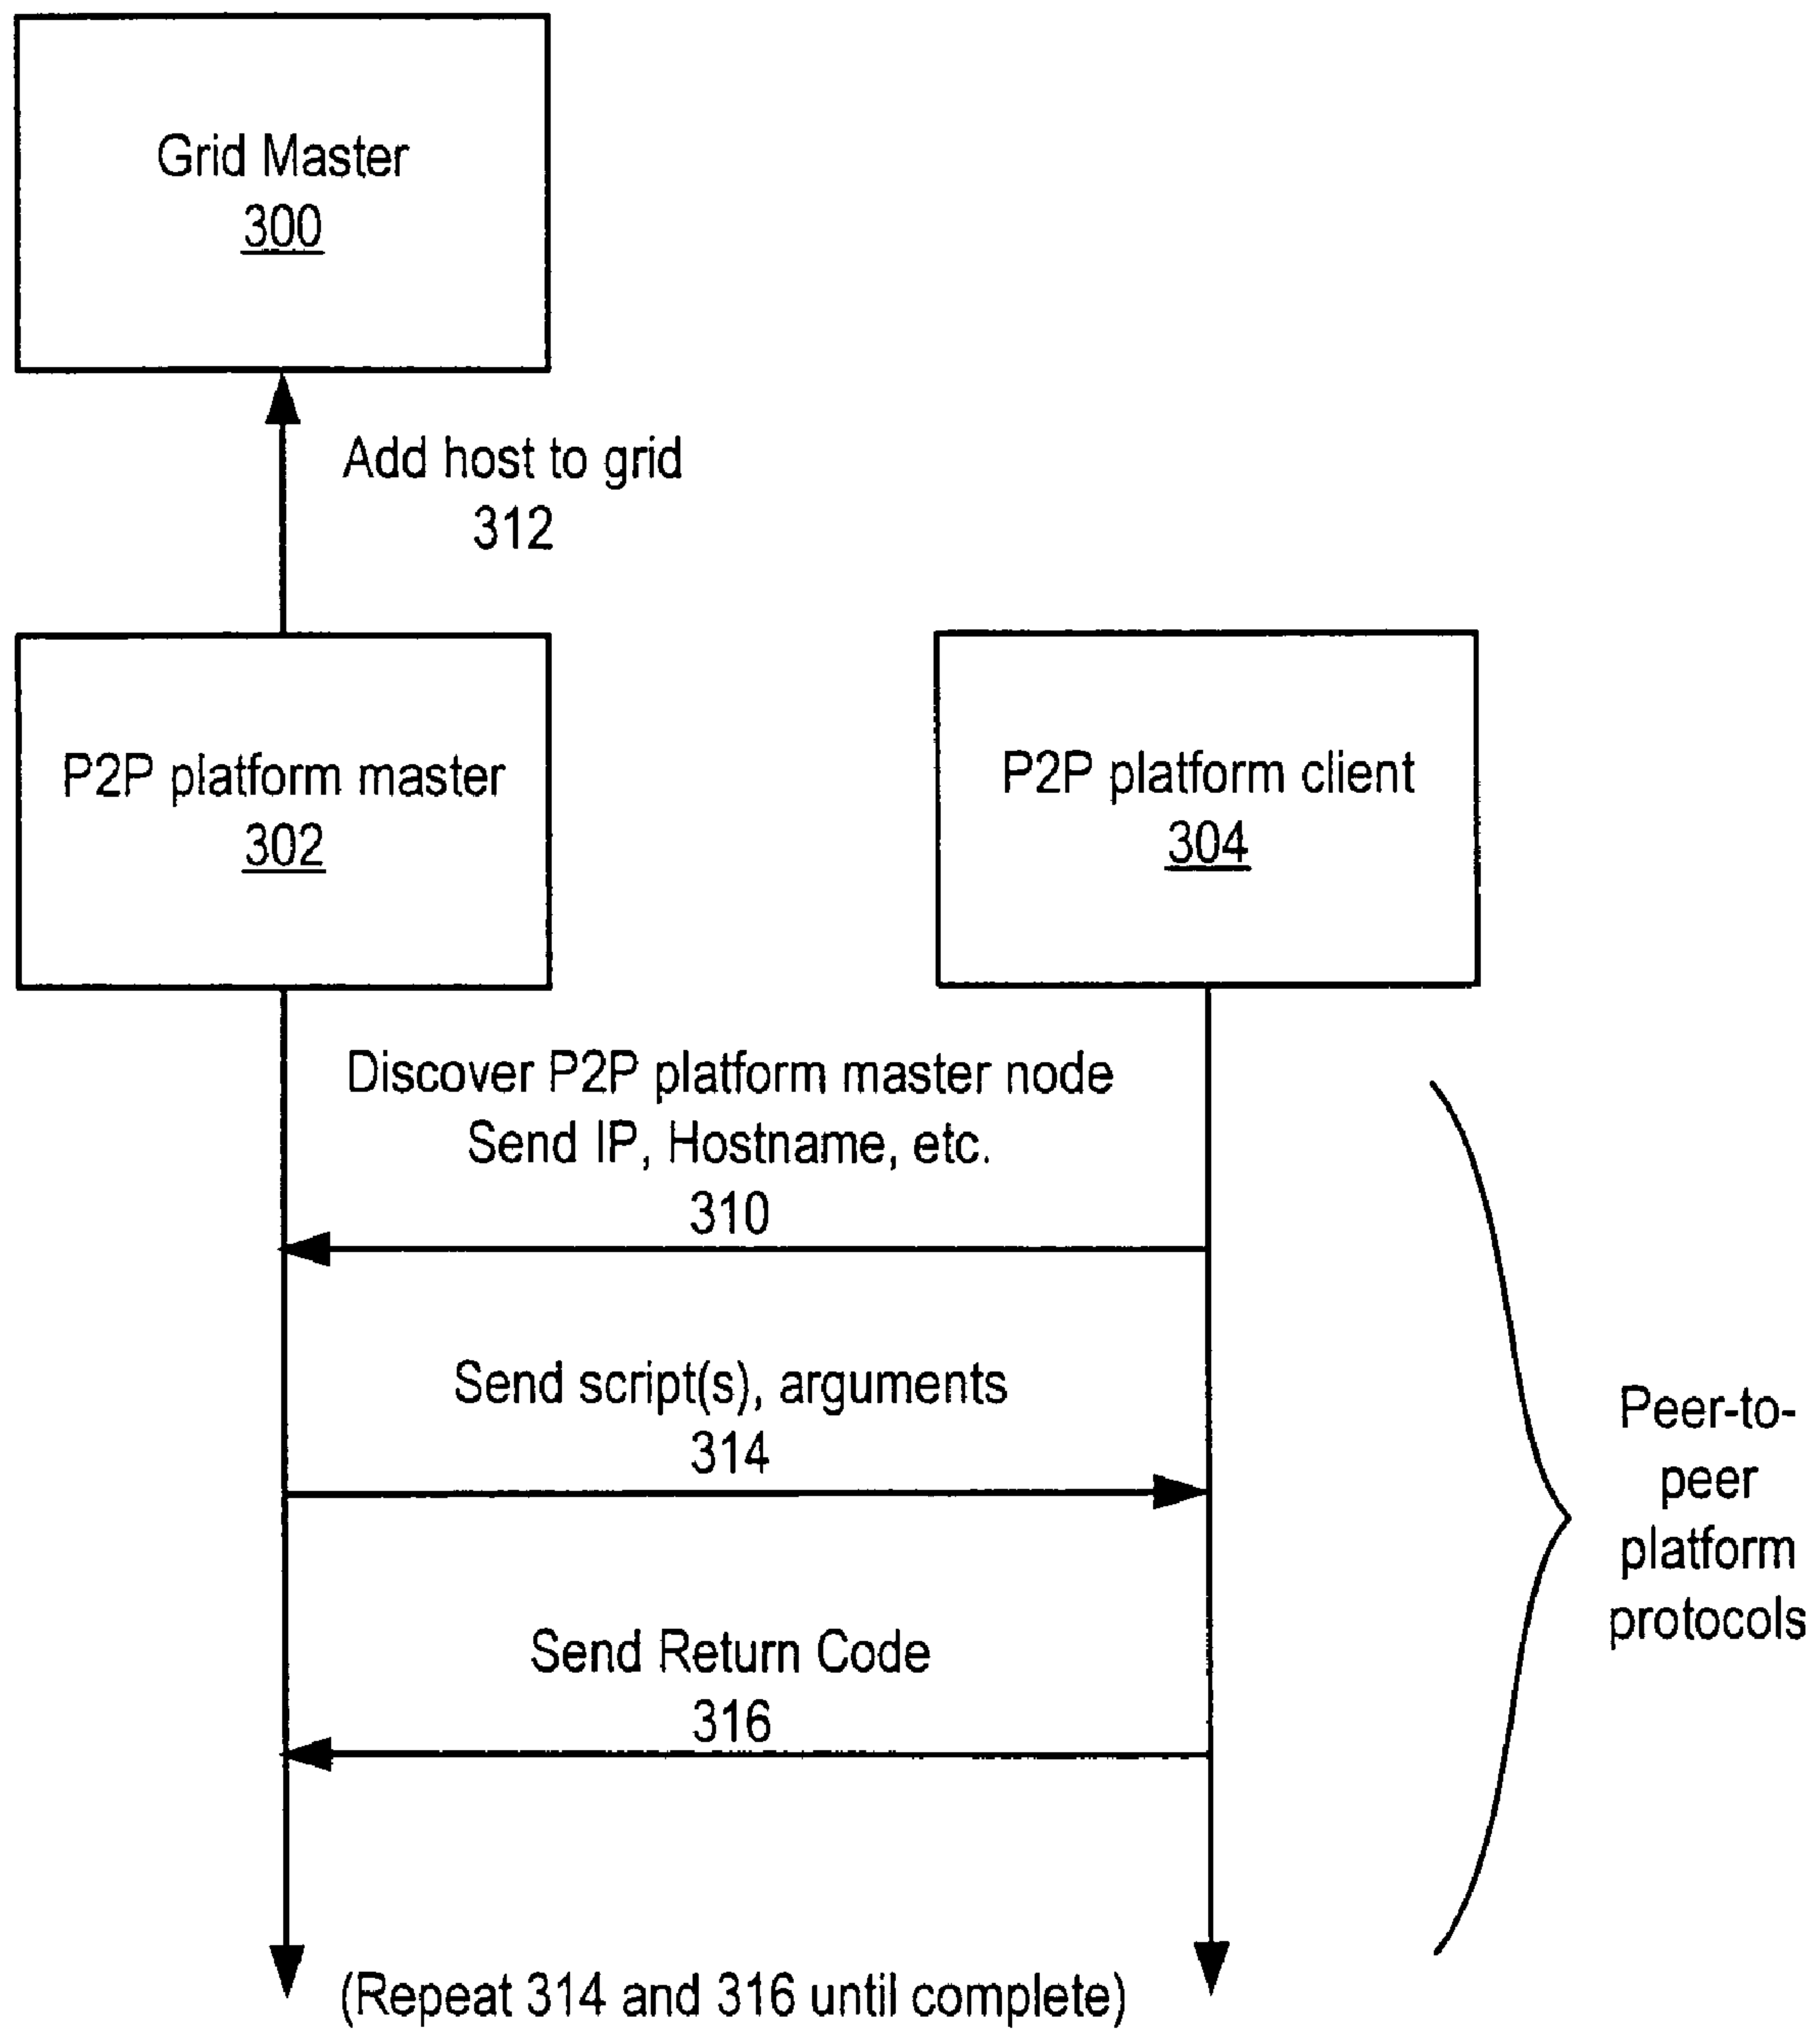 Grid Master
300
Add host to grid
312
P2P platform master
302
P2P platform client
304
Discover P2P platform master node
Send IP, Hostname, etc.
310
Send script(s), arguments
314
Send Return Code
316
(Repeat 314 and 316 until complete)
Peer-to-
peer
platform
protocols